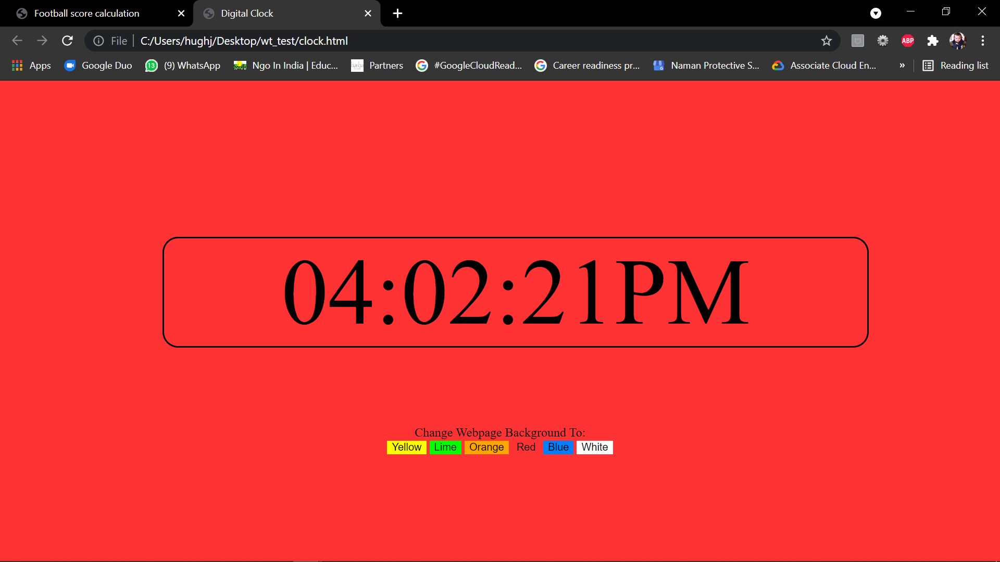 Football score calculation
Digital Clock
File
C:/Users/hughj/Desktop/wt_test/clock.html
ABP
Apps
Google Duo
13
(9) WhatsApp
Ngo In India | Educ...
Partners
#GoogleCloudRead...
Career readiness pr...
Naman Protective S...
Associate Cloud En...
»
Reading list
04:02:21PM
Change Webpage Background To:
Yellow Lime Orange Red Blue White